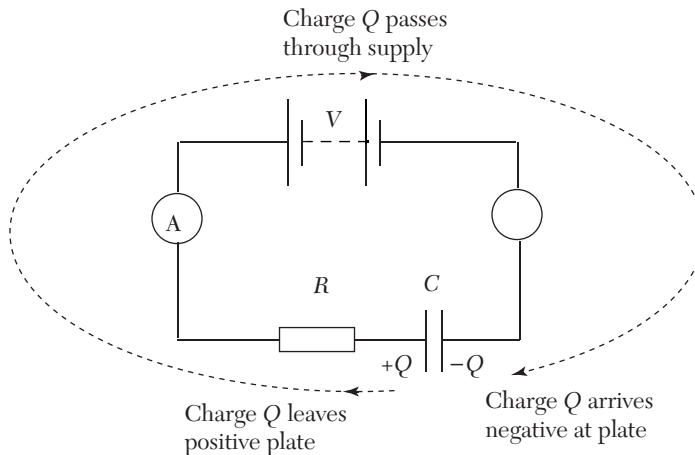 Charge Q passes
through supply
V
A
R
C
+Q
−Q
Charge Q leaves
positive plate
Charge Q arrives
negative at plate